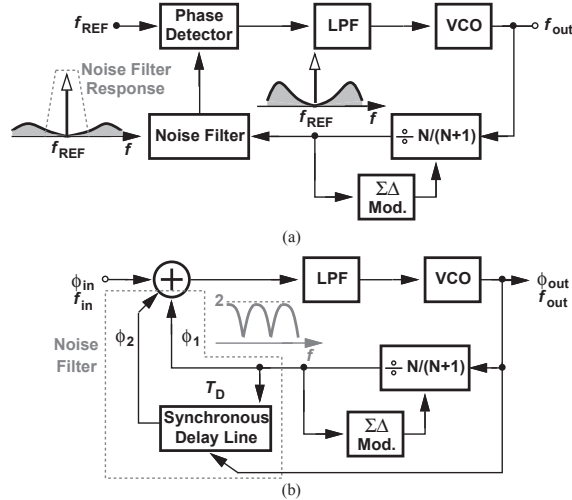 f_REF
Phase
Detector
LPF
VCO
f_out
Noise Filter
Response
f_REF
f
Noise Filter
f_REF
f
÷ N/(N+1)
ΣΔ
Mod.
(a)
ϕ_in
f_in
+
LPF
VCO
ϕ_out
f_out
Noise
Filter
ϕ_2
ϕ_1
2
f
÷ N/(N+1)
T_D
Synchronous
Delay Line
ΣΔ
Mod.
(b)